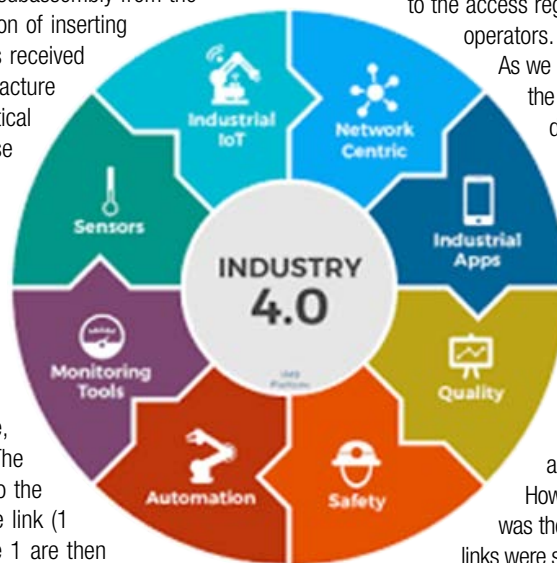 subassembly from the
on of inserting
received
acture
tical
se
e,
The
o the
e link (1
e 1 are then
to the access reg
operators.
As we
the
a
How
was the
links were s
Industrial
IoT
Network
Centric
Sensors
Industrial
Apps
INDUSTRY
4.0
Monitoring
Tools
Quality
Automation
Safety